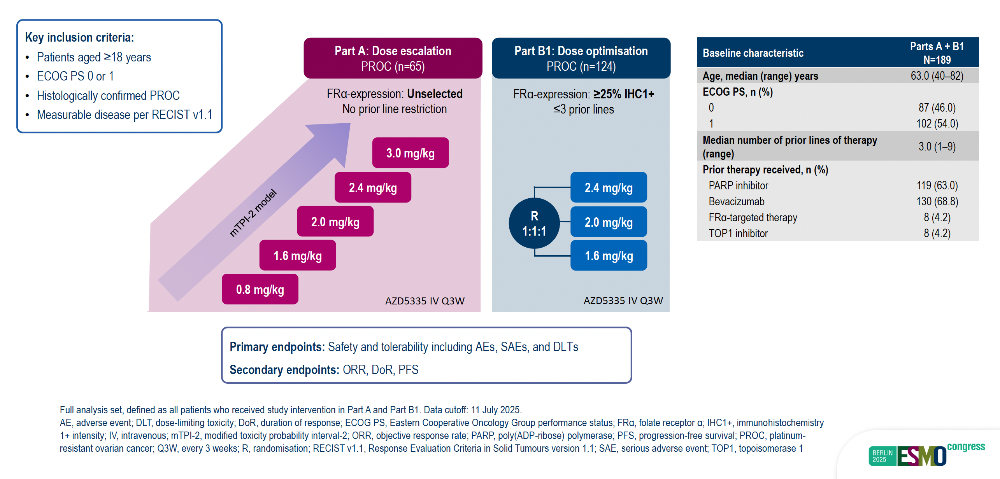 Key inclusion criteria:
• Patients aged ≥18 years
• ECOG PS 0 or 1
• Histologically confirmed PROC
• Measurable disease per RECIST v1.1
Part A: Dose escalation
PROC (n=65)
FRα-expression: Unselected
No prior line restriction
mTPI-2 model
3.0 mg/kg
2.4 mg/kg
2.0 mg/kg
1.6 mg/kg
0.8 mg/kg
AZD5335 IV Q3W
Part B1: Dose optimisation
PROC (n=124)
FRα-expression: ≥25% IHC1+
≤3 prior lines
R
1:1:1
2.4 mg/kg
2.0 mg/kg
1.6 mg/kg
AZD5335 IV Q3W
Baseline characteristic
Parts A + B1
N=189
Age, median (range) years 63.0 (40–82)
ECOG PS, n (%)
0 87 (46.0)
1 102 (54.0)
Median number of prior lines of therapy
(range)
3.0 (1–9)
Prior therapy received, n (%)
PARP inhibitor 119 (63.0)
Bevacizumab 130 (68.8)
FRα-targeted therapy 8 (4.2)
TOP1 inhibitor 8 (4.2)
Primary endpoints: Safety and tolerability including AEs, SAEs, and DLTs
Secondary endpoints: ORR, DoR, PFS
Full analysis set, defined as all patients who received study intervention in Part A and Part B1. Data cutoff: 11 July 2025.
AE, adverse event; DLT, dose-limiting toxicity; DoR, duration of response; ECOG PS, Eastern Cooperative Oncology Group performance status; FRα, folate receptor α; IHC1+, immunohistochemistry
1+ intensity; IV, intravenous; mTPI-2, modified toxicity probability interval-2; ORR, objective response rate; PARP, poly(ADP-ribose) polymerase; PFS, progression-free survival; PROC, platinum-
resistant ovarian cancer; Q3W, every 3 weeks; R, randomisation; RECIST v1.1, Response Evaluation Criteria in Solid Tumours version 1.1; SAE, serious adverse event; TOP1, topoisomerase 1
BERLIN
2025
ESMO
congress